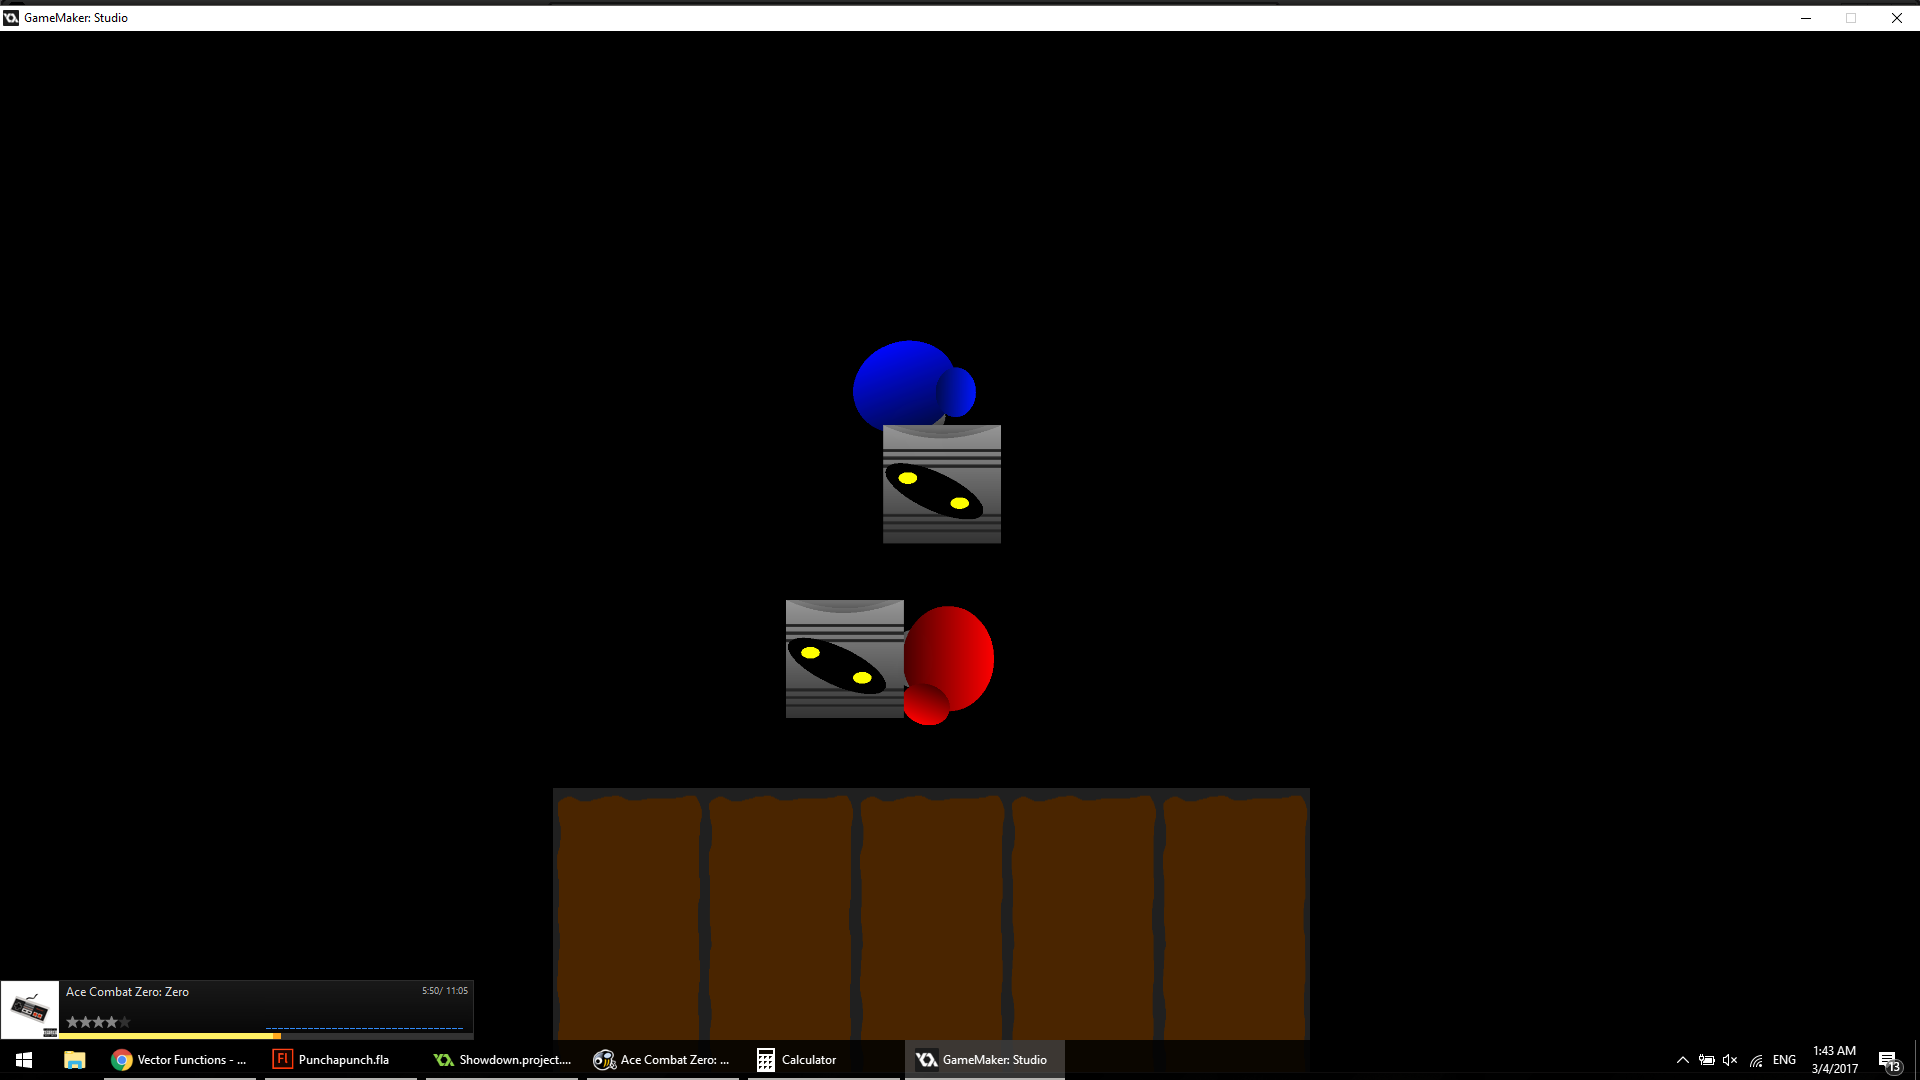 GameMaker: Studio
Ace Combat Zero: Zero
5:50/ 11:05
Vector Functions - ...
Fl
Punchapunch.fla
Showdown.project....
Ace Combat Zero: ...
Calculator
GameMaker: Studio
ENG
1:43 AM
3/4/2017
13